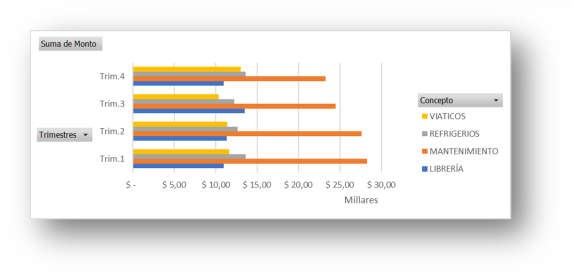 Suma de Monto
Trim.4
Trim.3
Trimestres
Trim.2
Trim.1
$ -
$ 5,00
$ 10,00
$ 15,00
$ 20,00
$ 25,00
$ 30,00
Millares
Concepto
VIATICOS
REFRIGERIOS
MANTENIMIENTO
LIBRERÍA